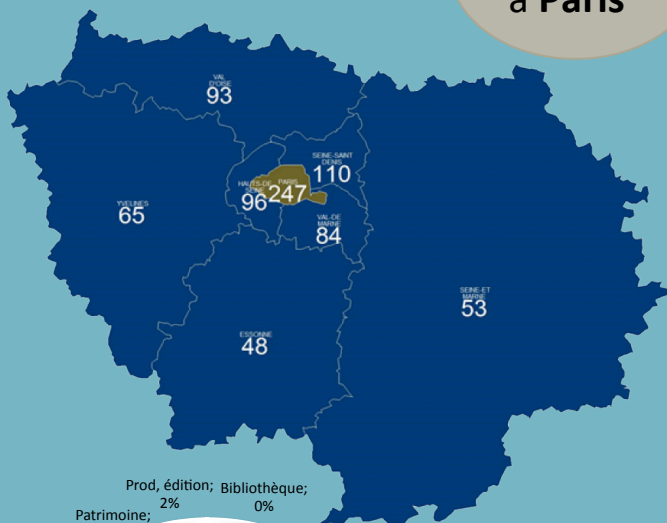 à Paris
VAL
D'OISE
93
SEINE-SAINT
DENIS
110
HAUTS-DE
SEINE
96
PARIS
247
YVELINES
65
VAL-DE
MARNE
84
SEINE-ET
MARNE
53
ESSONNE
48
Prod, édition;
2%
Bibliothèque;
0%
Patrimoine;